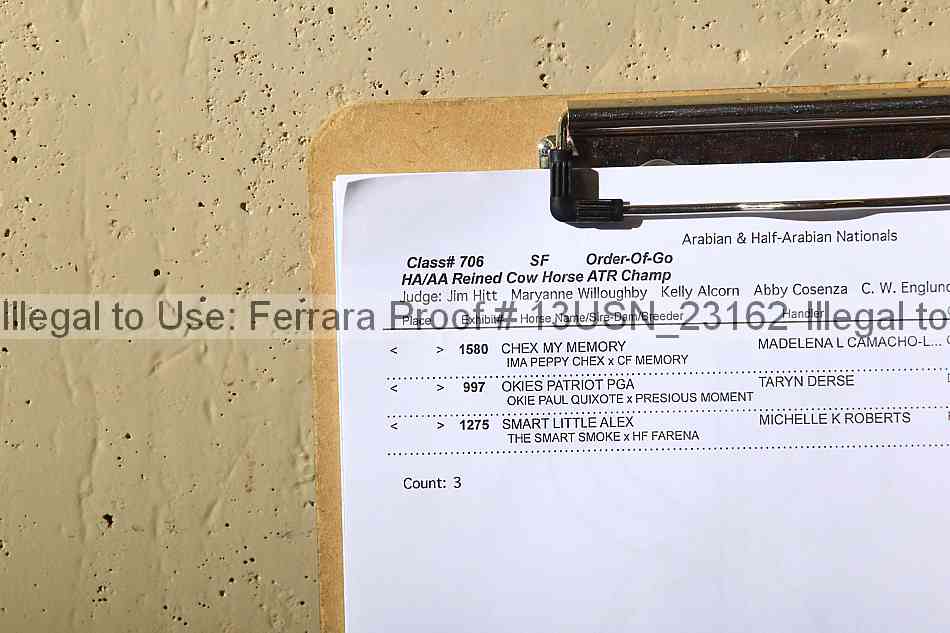 Arabian & Half-Arabian Nationals
Class# 706 SF Order-Of-Go
HA/AA Reined Cow Horse ATR Champ
Judge: Jim Hitt Maryanne Willoughby Kelly Alcorn Abby Cosenza C. W. Englund
Illegal to Use: Ferrara Proof # 13USN_23162 Illegal to
Place Exhibit# Horse Name/Sire-Dam/Breeder Handler
< > 1580 CHEX MY MEMORY MADELENA L CAMACHO-L...
IMA PEPPY CHEX x CF MEMORY
< > 997 OKIES PATRIOT PGA TARYN DERSE
OKIE PAUL QUIXOTE x PRESIOUS MOMENT
< > 1275 SMART LITTLE ALEX MICHELLE K ROBERTS
THE SMART SMOKE x HF FARENA
Count: 3